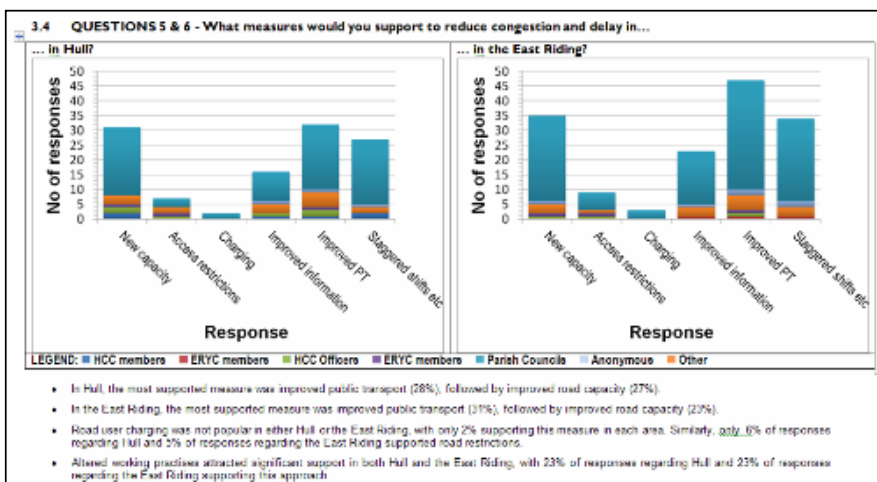 3.4 QUESTIONS 5 & 6 - What measures would you support to reduce congestion and delay in...
... in Hull?
50
45
40
35
30
25
20
15
10
5
0
No of responses
New capacity
Access restrictions
Charging
Improved information
Improved PT
Staggered shifts etc
Response
... in the East Riding?
50
45
40
35
30
25
20
15
10
5
0
No of responses
New capacity
Access restrictions
Charging
Improved information
Improved PT
Staggered shifts etc
Response
LEGEND: HCC members ERYC members HCC Officers ERYC members Parish Councils Anonymous Other
• In Hull, the most supported measure was improved public transport (28%), followed by improved road capacity (27%).
• In the East Riding, the most supported measure was improved public transport (31%), followed by improved road capacity (23%).
• Road user charging was not popular in either Hull or the East Riding, with only 2% supporting this measure in each area. Similarly, only 6% of responses
regarding Hull and 5% of responses regarding the East Riding supported road restrictions.
• Altered working practises attracted significant support in both Hull and the East Riding, with 23% of responses regarding Hull and 23% of responses
regarding the East Riding supporting this approach